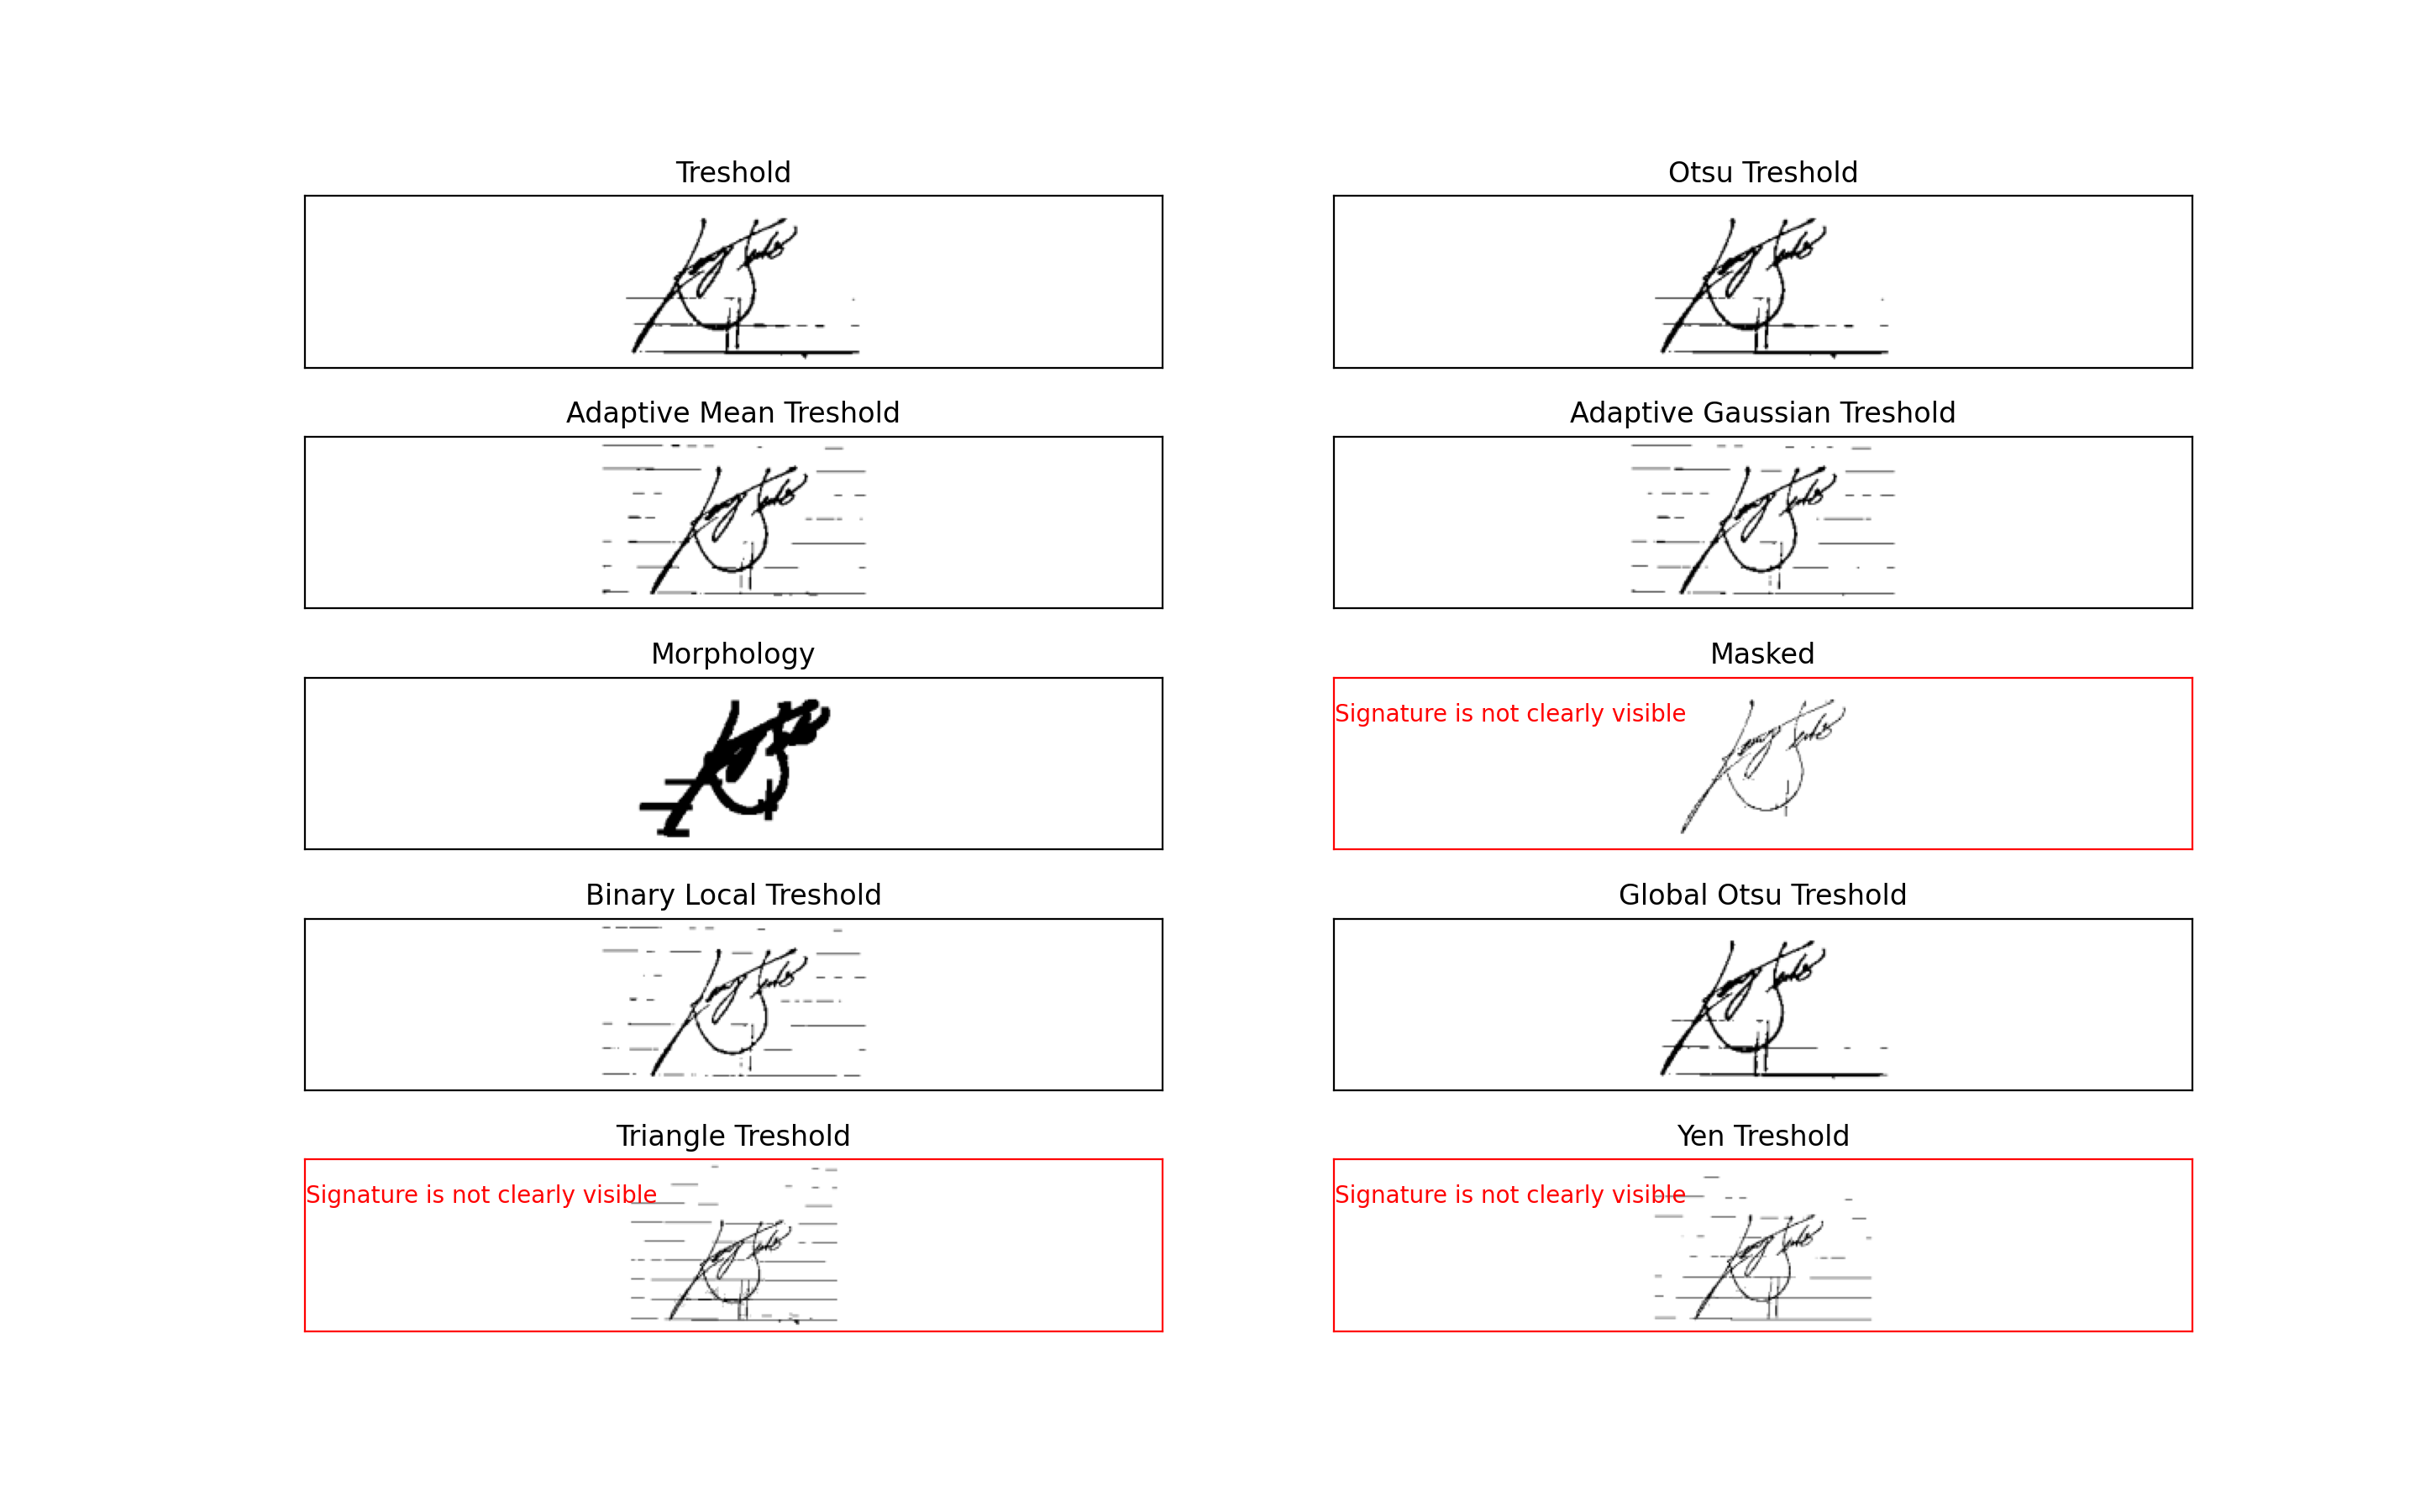 Treshold
Otsu Treshold
Adaptive Mean Treshold
Adaptive Gaussian Treshold
Morphology
Masked
Signature is not clearly visible
Binary Local Treshold
Global Otsu Treshold
Triangle Treshold
Yen Treshold
Signature is not clearly visible
Signature is not clearly visible